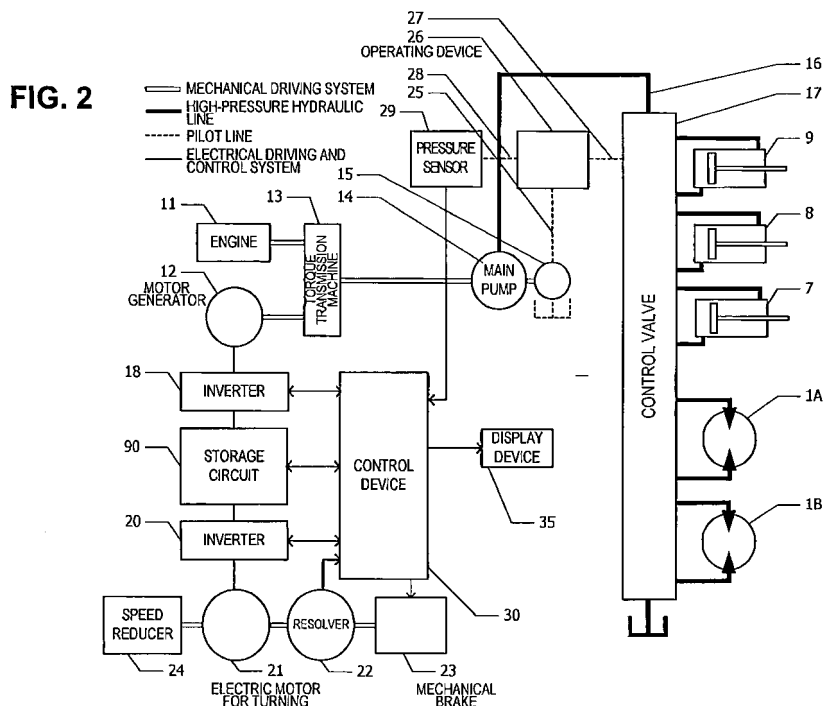 FIG. 2
MECHANICAL DRIVING SYSTEM
HIGH-PRESSURE HYDRAULIC
LINE
PILOT LINE
ELECTRICAL DRIVING AND
CONTROL SYSTEM
27
26
OPERATING DEVICE
28
25
29
PRESSURE
SENSOR
15
14
16
17
9
8
7
1A
1B
11
ENGINE
13
TORQUE
TRANSMISSION
MACHINE
12
MOTOR
GENERATOR
MAIN
PUMP
CONTROL VALVE
18
INVERTER
90
STORAGE
CIRCUIT
20
INVERTER
CONTROL
DEVICE
DISPLAY
DEVICE
35
30
SPEED
REDUCER
24
21
ELECTRIC MOTOR
FOR TURNING
RESOLVER
22
23
MECHANICAL
BRAKE